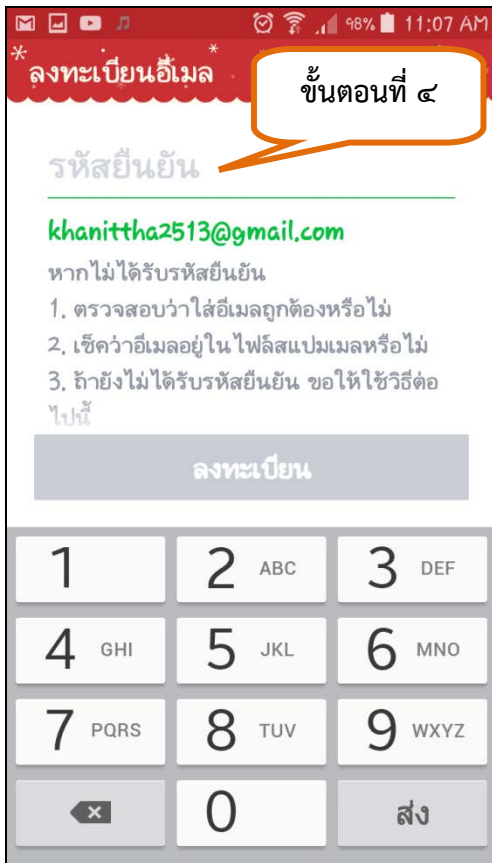 98% 11:07 AM
ลงทะเบียนอีเมล
ขั้นตอนที่ ๔
รหัสยืนยัน
khanittha2513@gmail.com
หากไม่ได้รับรหัสยืนยัน
1. ตรวจสอบว่าใส่อีเมลถูกต้องหรือไม่
2. เช็คว่าอีเมลอยู่ในไฟล์สแปมเมลหรือไม่
3. ถ้ายังไม่ได้รับรหัสยืนยัน ขอให้ใช้วิธีต่อ
ไปนี้
ลงทะเบียน
1 2 ABC 3 DEF
4 GHI 5 JKL 6 MNO
7 PQRS 8 TUV 9 WXYZ
0 ส่ง